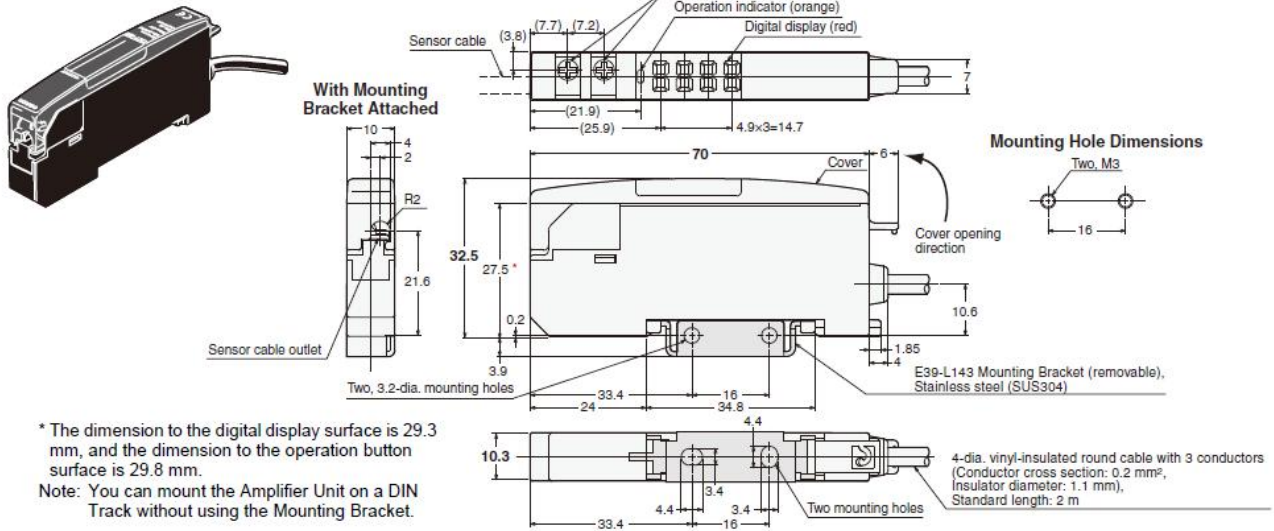 Operation indicator (orange)
Digital display (red)
(7.7)
(7.2)
(3.8)
Sensor cable
7
(21.9)
(25.9)
4.9×3=14.7
With Mounting
Bracket Attached
10
4
2
R2
21.6
Sensor cable outlet
70
6
Cover
Cover opening
direction
32.5
27.5 *
0.2
3.9
10.6
1.85
4
Two, 3.2-dia. mounting holes
E39-L143 Mounting Bracket (removable),
Stainless steel (SUS304)
33.4
16
24
34.8
Mounting Hole Dimensions
Two, M3
16
* The dimension to the digital display surface is 29.3
mm, and the dimension to the operation button
surface is 29.8 mm.
Note: You can mount the Amplifier Unit on a DIN
Track without using the Mounting Bracket.
10.3
4.4
3.4
4.4
3.4
33.4
16
Two mounting holes
4-dia. vinyl-insulated round cable with 3 conductors
(Conductor cross section: 0.2 mm²,
Insulator diameter: 1.1 mm),
Standard length: 2 m